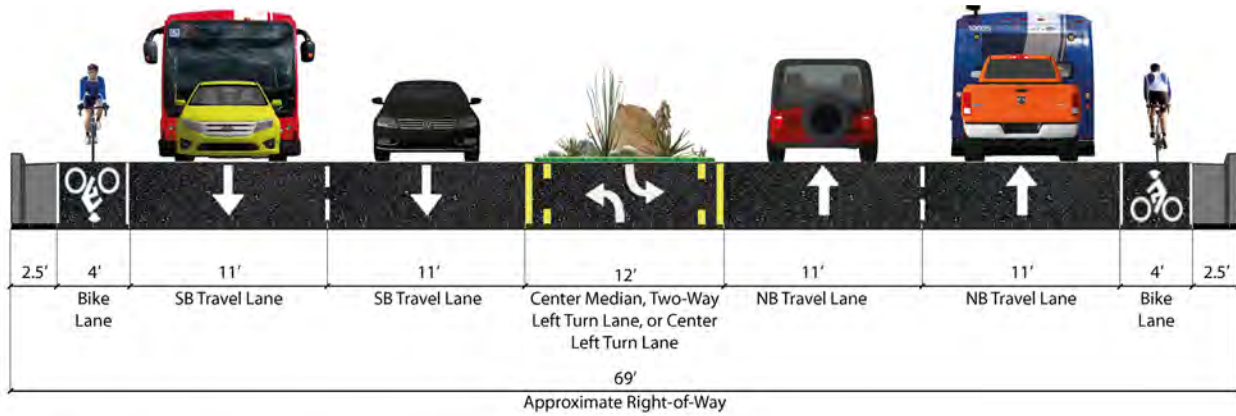 2.5' 4' 11' 11' 12' 11' 11' 4' 2.5'
Bike
Lane
SB Travel Lane
SB Travel Lane
Center Median, Two-Way
Left Turn Lane, or Center
Left Turn Lane
NB Travel Lane
NB Travel Lane
Bike
Lane
69'
Approximate Right-of-Way